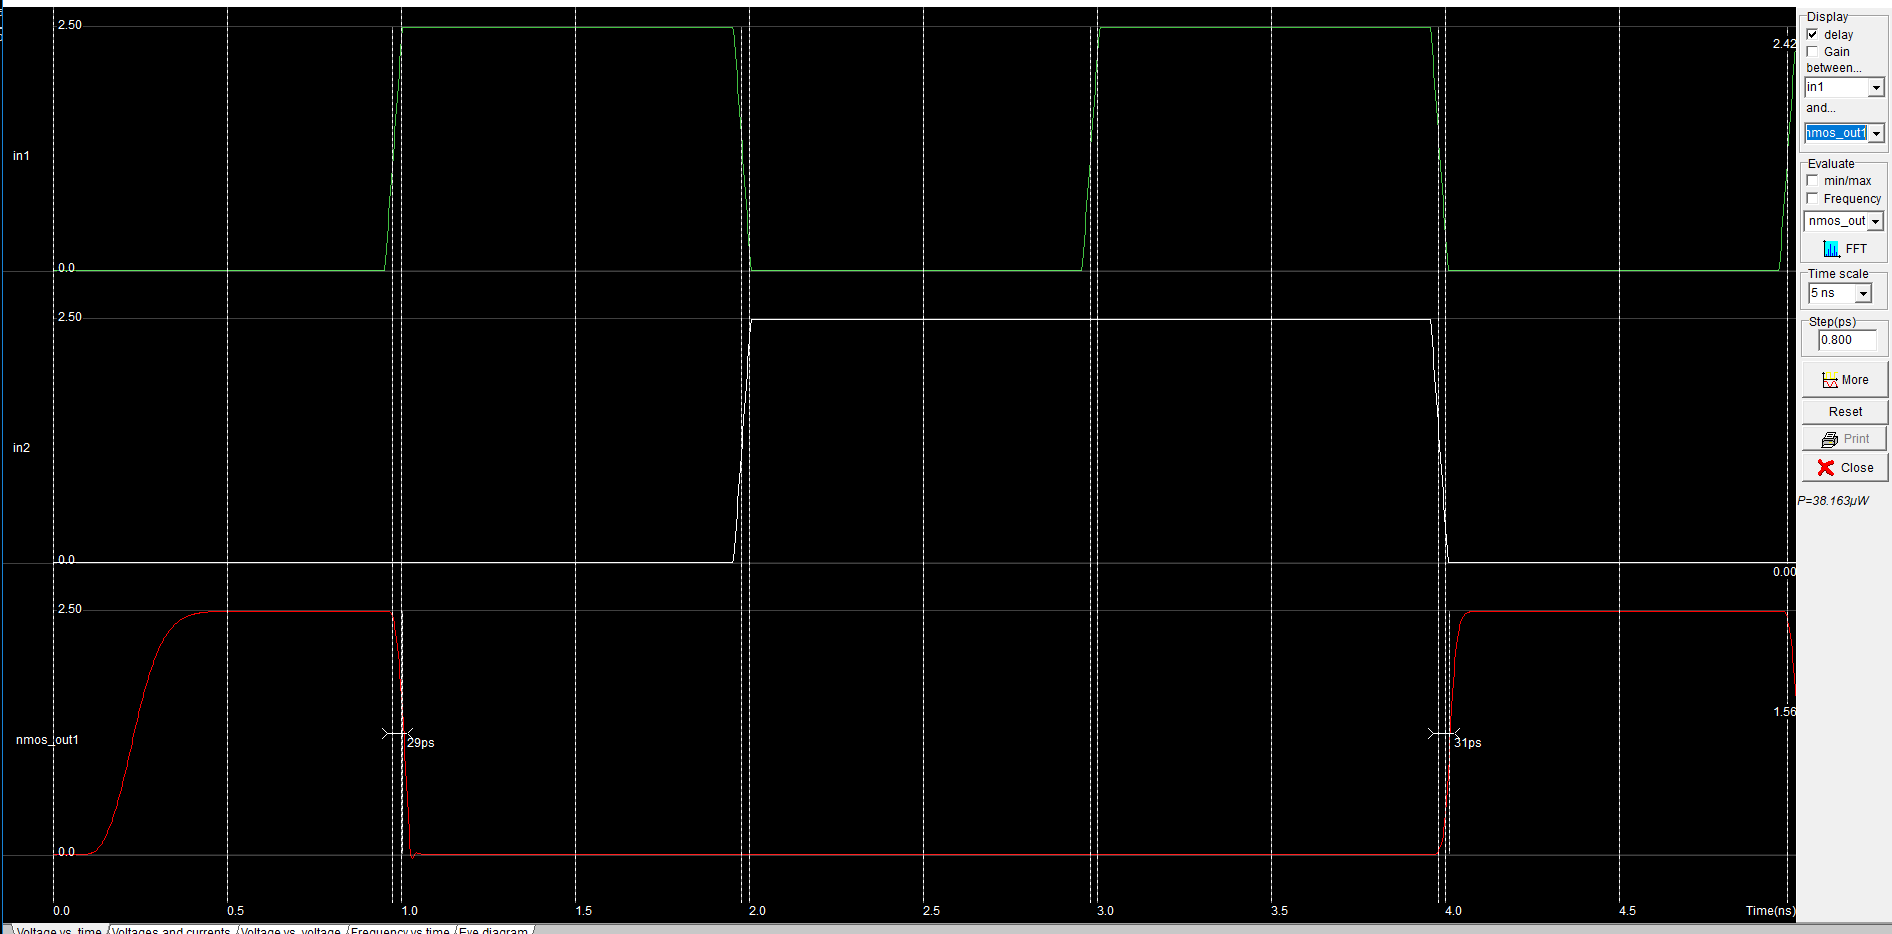 2.50
in1
0.0
2.42
2.50
in2
0.0
0.00
2.50
nmos_out1
29ps
31ps
1.56
0.0
0.0 0.5 1.0 1.5 2.0 2.5 3.0 3.5 4.0 4.5 Time(ns)
Voltage vs. time Voltages and currents Voltage vs. voltage Frequency vs time Eye diagram
Display
delay
Gain
between...
in1
and...
nmos_out1
Evaluate
min/max
Frequency
nmos_out
FFT
Time scale
5 ns
Step(ps)
0.800
More
Reset
Print
Close
P=38.163µW